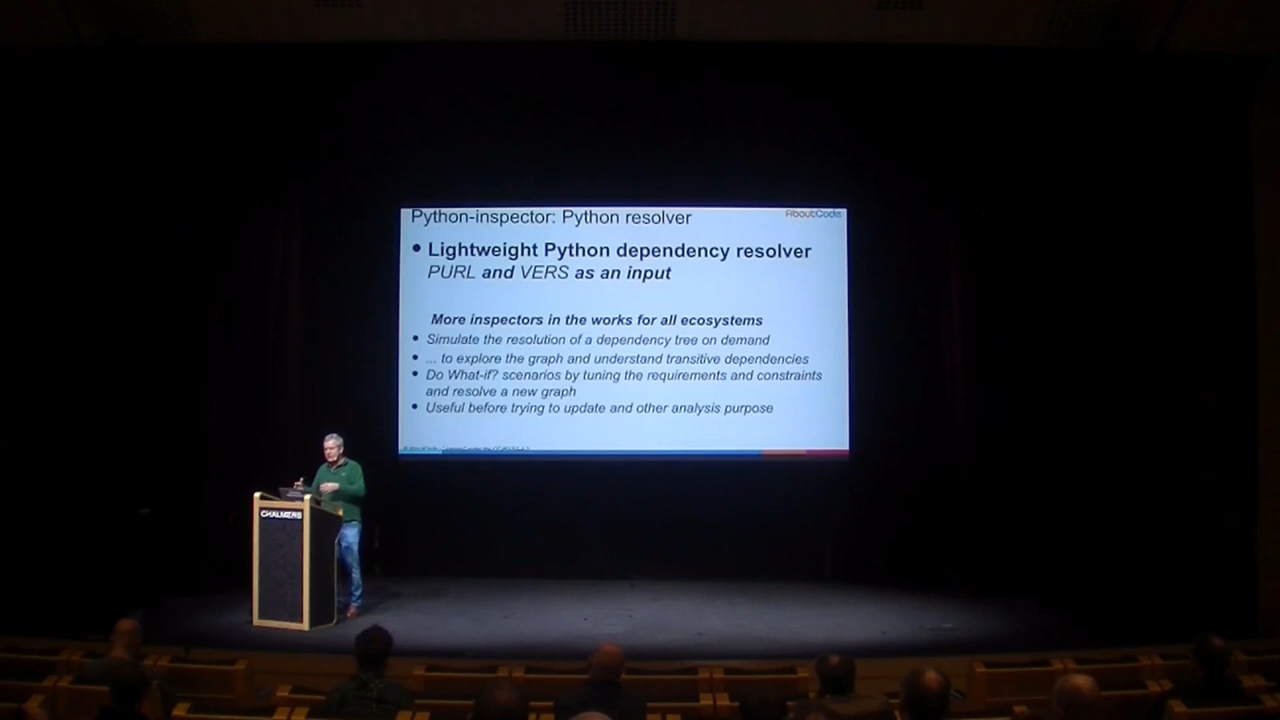 Python-inspector: Python resolver
AboutCode
• Lightweight Python dependency resolver
PURL and VERS as an input
More inspectors in the works for all ecosystems
• Simulate the resolution of a dependency tree on demand
• ... to explore the graph and understand transitive dependencies
• Do What-if? scenarios by tuning the requirements and constraints
and resolve a new graph
• Useful before trying to update and other analysis purpose
CHALMERS